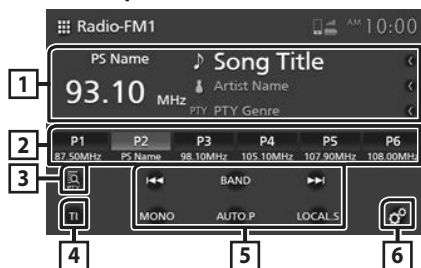 Radio-FM1 AM 10:00
PS Name Song Title
93.10 MHz Artist Name
PTY PTY Genre
1
2
P1 P2 P3 P4 P5 P6
87.50MHz PS Name 98.10MHz 105.10MHz 107.90MHz 108.00MHz
3
PTY
BAND
TI MONO AUTO.P LOCAL.S
4 5 6